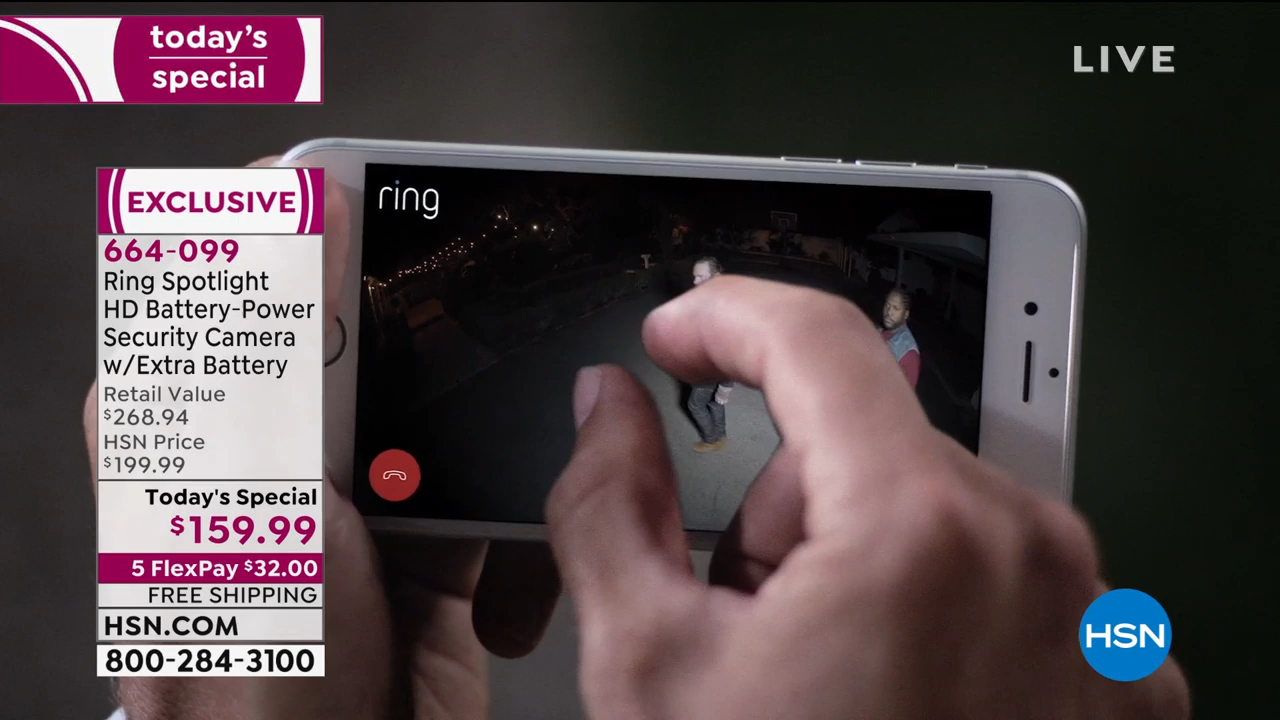 today's
special
LIVE
EXCLUSIVE
664-099
Ring Spotlight
HD Battery-Power
Security Camera
w/Extra Battery
Retail Value
$268.94
HSN Price
$199.99
Today's Special
$159.99
5 FlexPay $32.00
FREE SHIPPING
HSN.COM
800-284-3100
ring
HSN